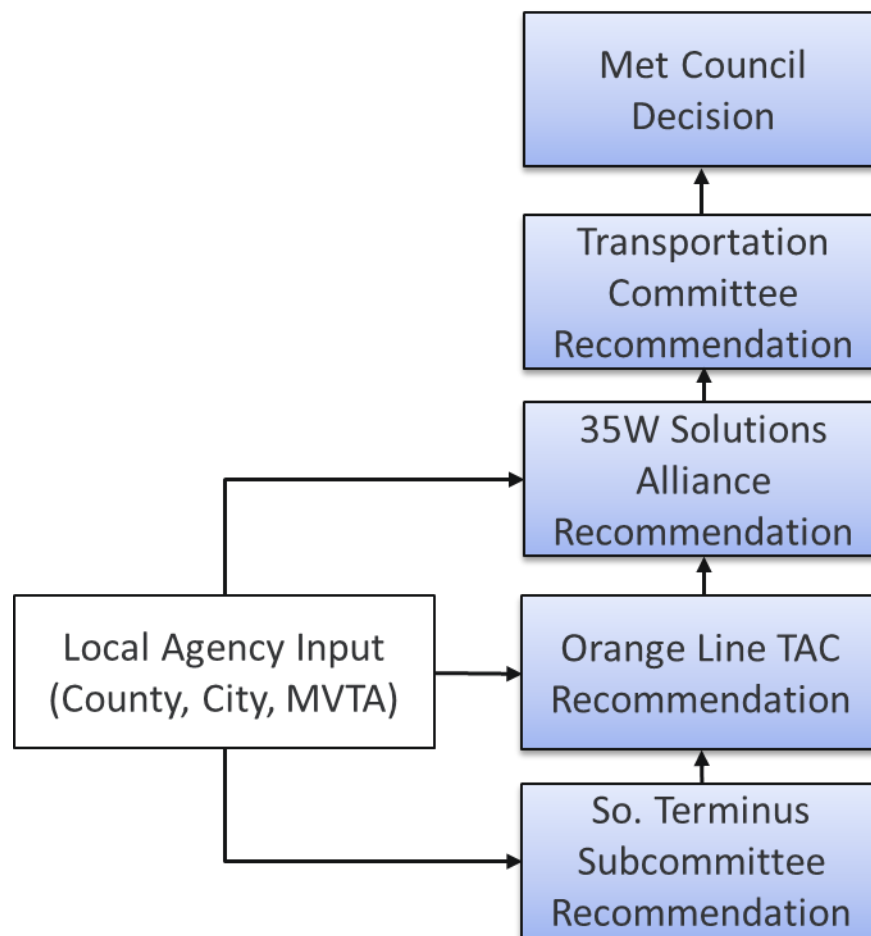 Met Council
Decision
Transportation
Committee
Recommendation
35W Solutions
Alliance
Recommendation
Local Agency Input
(County, City, MVTA)
Orange Line TAC
Recommendation
So. Terminus
Subcommittee
Recommendation